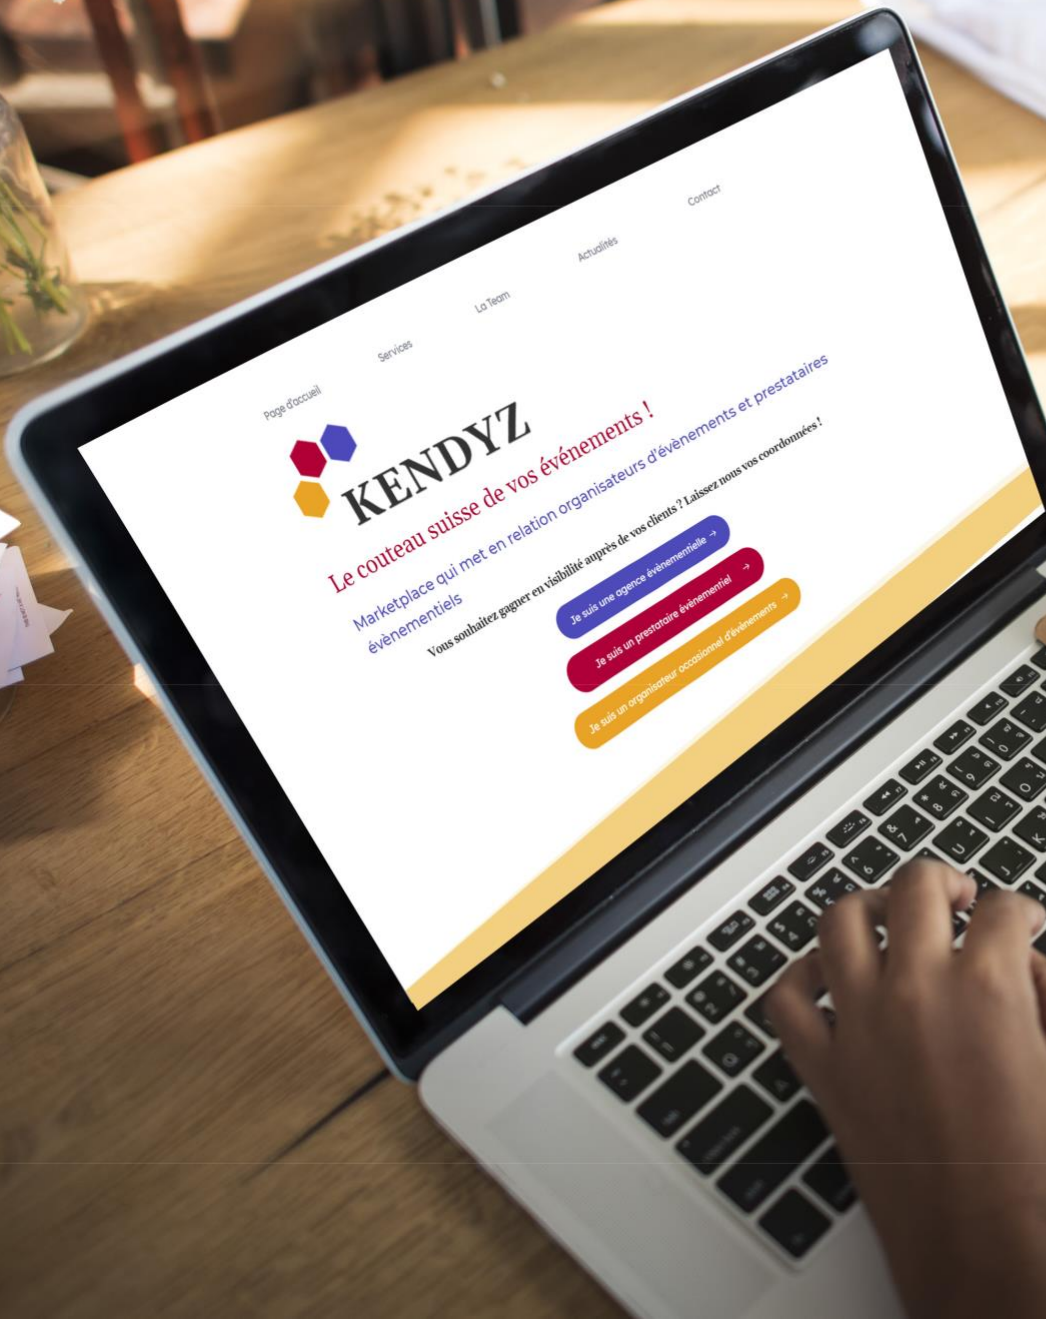 Page d'accueil
Services
La Team
Actualités
Contact
KENDYZ
Le couteau suisse de vos événements !
Marketplace qui met en relation organisateurs d'évènements et prestataires
évènementiels
Vous souhaitez gagner en visibilité auprès de vos clients ? Laissez nous vos coordonnées !
Je suis une agence évènementielle →
Je suis un prestataire évènementiel →
Je suis un organisateur occasionnel d'évènements →